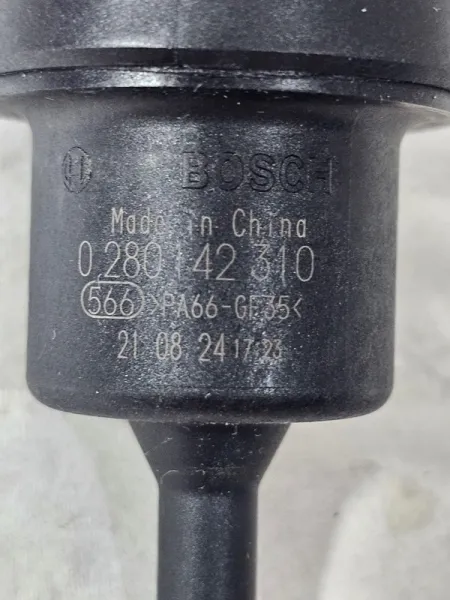 BOSCH
Made in China
0 280 142 310
566 >PA66-GF35<
21 08 24 17:23